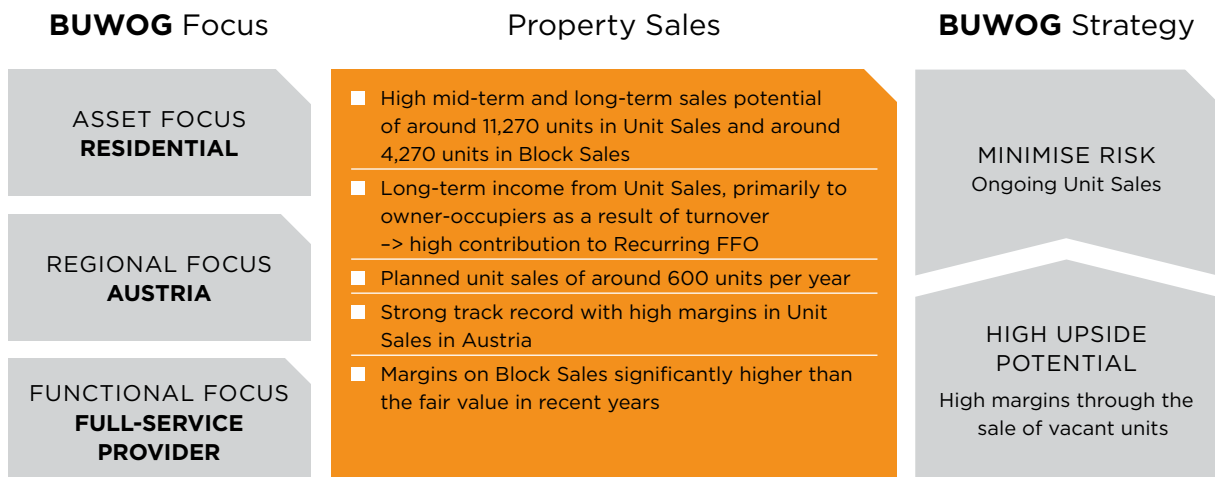 BUWOG Focus
ASSET FOCUS
RESIDENTIAL
REGIONAL FOCUS
AUSTRIA
FUNCTIONAL FOCUS
FULL-SERVICE
PROVIDER
Property Sales
High mid-term and long-term sales potential
of around 11,270 units in Unit Sales and around
4,270 units in Block Sales
Long-term income from Unit Sales, primarily to
owner-occupiers as a result of turnover
–> high contribution to Recurring FFO
Planned unit sales of around 600 units per year
Strong track record with high margins in Unit
Sales in Austria
Margins on Block Sales significantly higher than
the fair value in recent years
BUWOG Strategy
MINIMISE RISK
Ongoing Unit Sales
HIGH UPSIDE
POTENTIAL
High margins through the
sale of vacant units